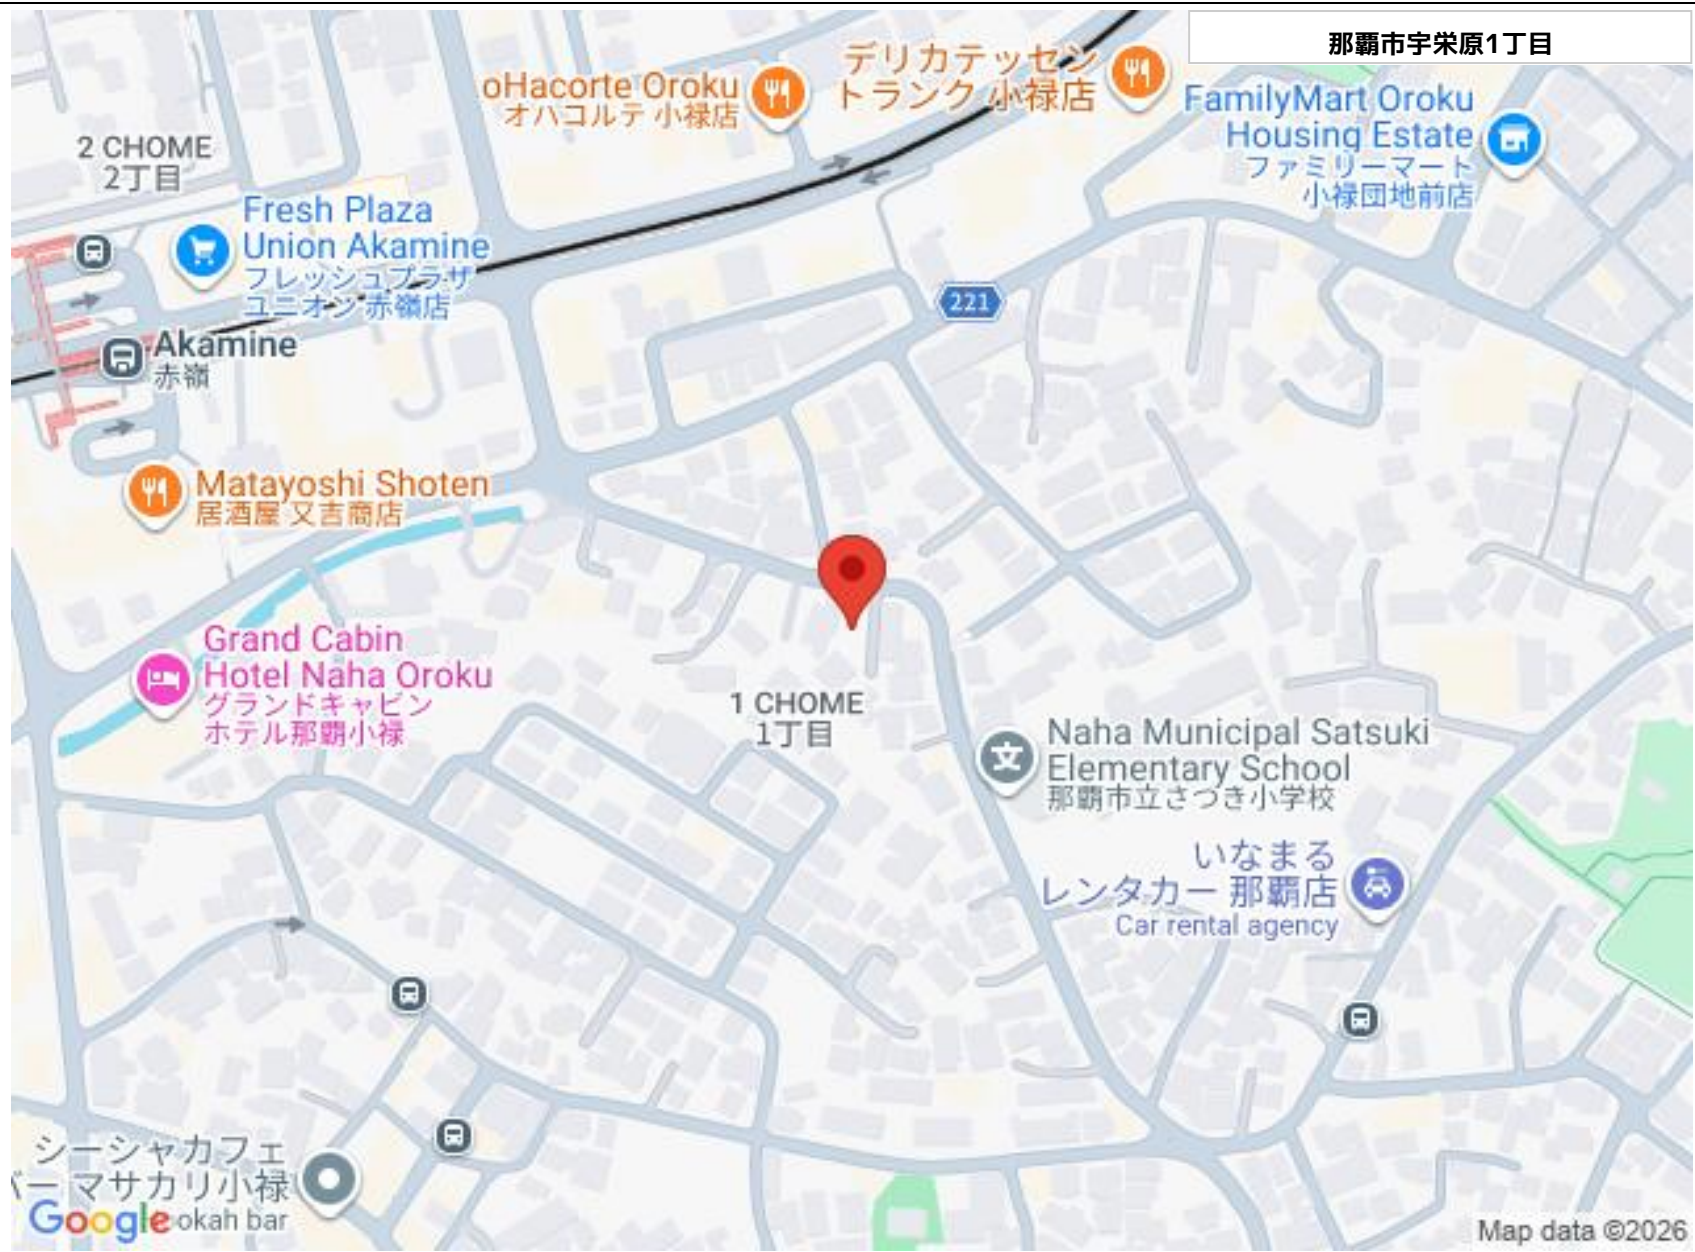 那覇市宇栄原1丁目
oHacorte Oroku
オハコルテ 小禄店
デリカテッセン
トランク 小禄店
FamilyMart Oroku
Housing Estate
ファミリーマート
小禄団地前店
2 CHOME
2丁目
Fresh Plaza
Union Akamine
フレッシュプラザ
ユニオン 赤嶺店
221
Akamine
赤嶺
Matayoshi Shoten
居酒屋 又吉商店
Grand Cabin
Hotel Naha Oroku
グランドキャビン
ホテル那覇小禄
1 CHOME
1丁目
文
Naha Municipal Satsuki
Elementary School
那覇市立さつき小学校
いなまる
レンタカー 那覇店
Car rental agency
シーシャカフェ
バー マサカリ小禄
okah bar
Google
Map data ©2026